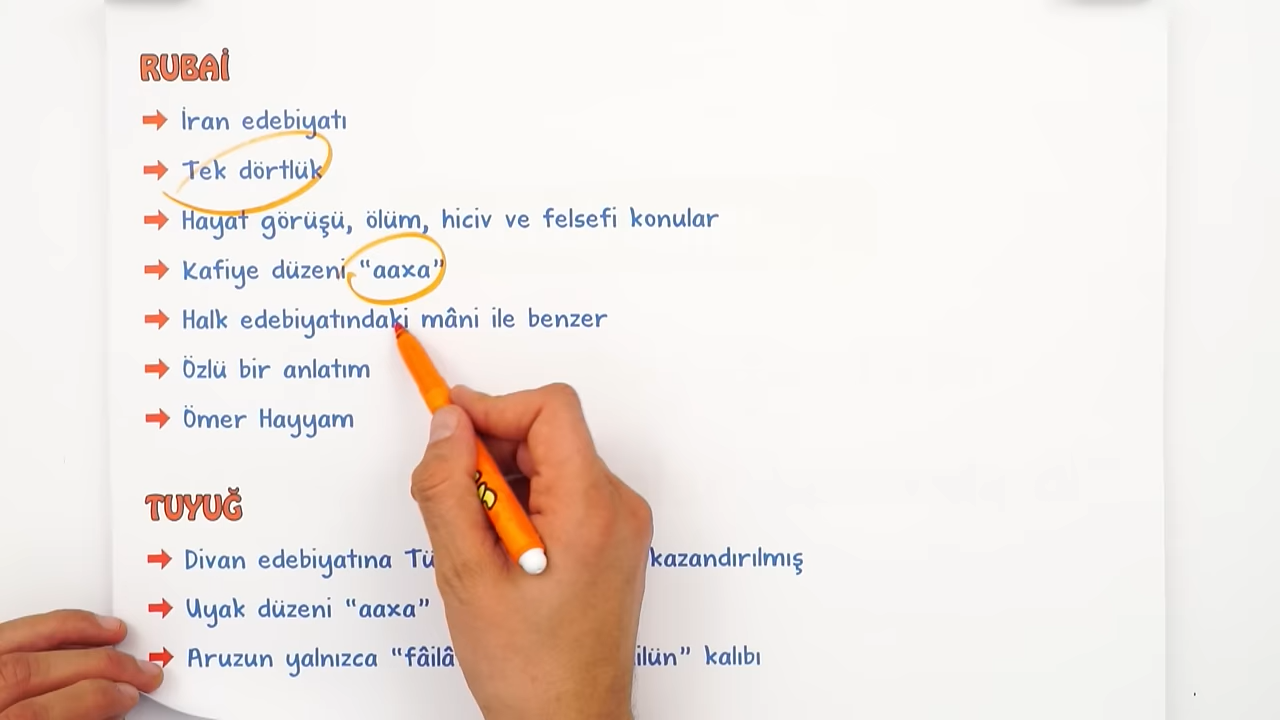 RUBAİ
İran edebiyatı
Tek dörtlük
Hayat görüşü, ölüm, hiciv ve felsefi konular
Kafiye düzeni “aaxa”
Halk edebiyatındaki mâni ile benzer
Özlü bir anlatım
Ömer Hayyam
TUYUĞ
Divan edebiyatına kazandırılmış
Uyak düzeni “aaxa”
Aruzun yalnızca kalıbı